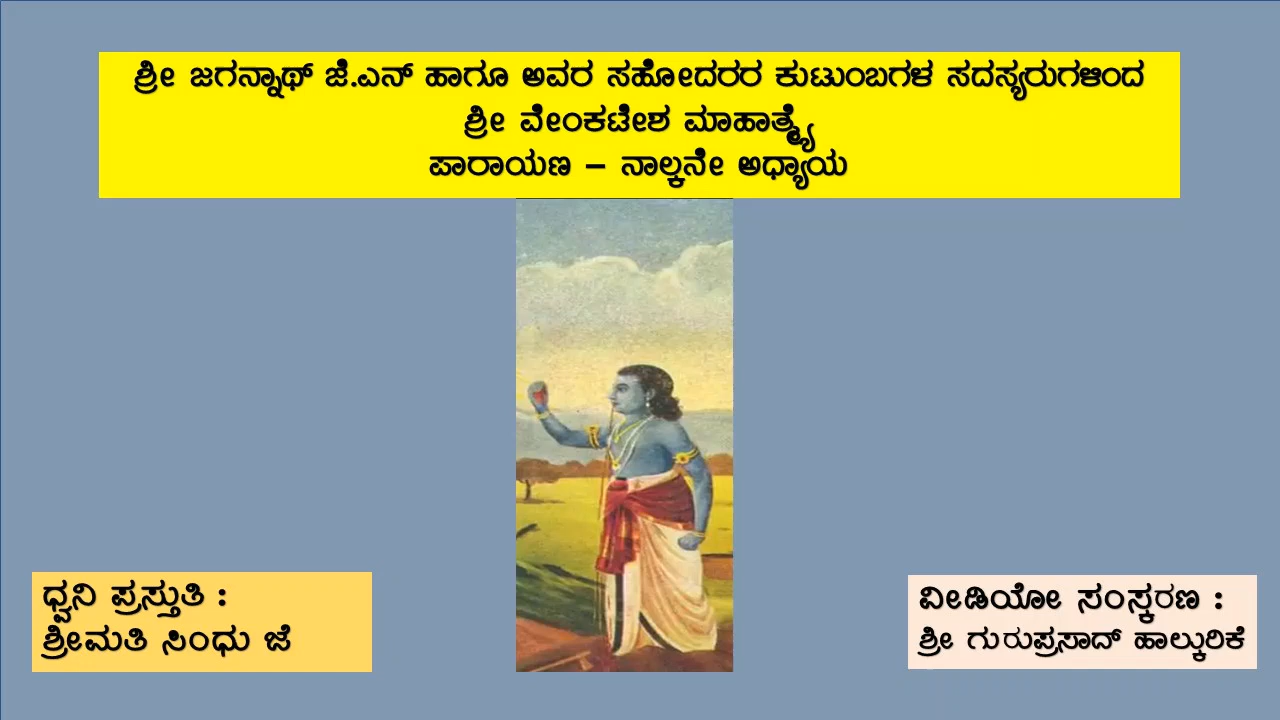 ಶ್ರೀ ಜಗನ್ನಾಥ್ ಜೆ.ಎನ್ ಹಾಗೂ ಅವರ ಸಹೋದರರ ಕುಟುಂಬಗಳ ಸದಸ್ಯರುಗಳಿಂದ
ಶ್ರೀ ವೇಂಕಟೇಶ ಮಾಹಾತ್ಮ್ಯೆ
ಪಾರಾಯಣ – ನಾಲ್ಕನೇ ಅಧ್ಯಾಯ
ಧ್ವನಿ ಪ್ರಸ್ತುತಿ :
ಶ್ರೀಮತಿ ಸಿಂಧು ಜೆ
ವೀಡಿಯೋ ಸಂಸ್ಕರಣ :
ಶ್ರೀ ಗುರುಪ್ರಸಾದ್ ಹಾಲ್ಕುರಿಕೆ